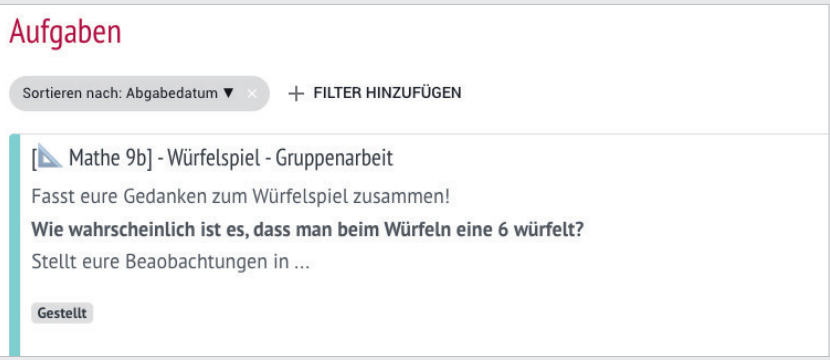 Aufgaben
Sortieren nach: Abgabedatum ▼ ×
+ FILTER HINZUFÜGEN
[📐 Mathe 9b] - Würfelspiel - Gruppenarbeit
Fasst eure Gedanken zum Würfelspiel zusammen!
Wie wahrscheinlich ist es, dass man beim Würfeln eine 6 würfelt?
Stellt eure Beaobachtungen in ...
Gestellt